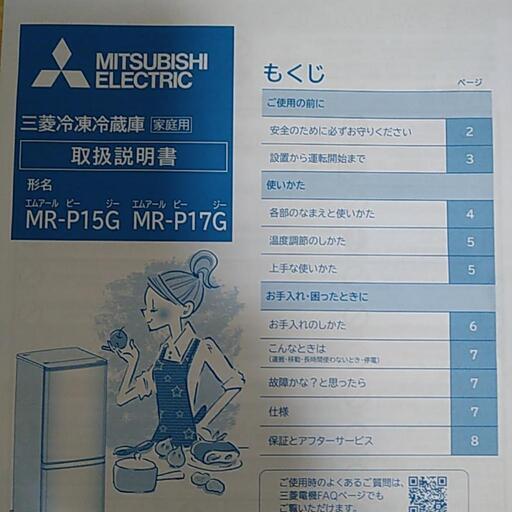 MITSUBISHI
ELECTRIC
三菱冷凍冷蔵庫 家庭用
取扱説明書
形名
エムアール ピー ジー エムアール ピー ジー
MR-P15G MR-P17G
もくじ
ページ
ご使用の前に
安全のために必ずお守りください 2
設置から運転開始まで 3
使いかた
各部のなまえと使いかた 4
温度調節のしかた 5
上手な使いかた 5
お手入れ・困ったときに
お手入れのしかた 6
こんなときは 7
(運搬・移動・長時間使わないとき・停電)
故障かな？と思ったら 7
仕様 7
保証とアフターサービス 8
ご使用時のよくあるご質問は、
三菱電機FAQページでも
ご覧いただけます。